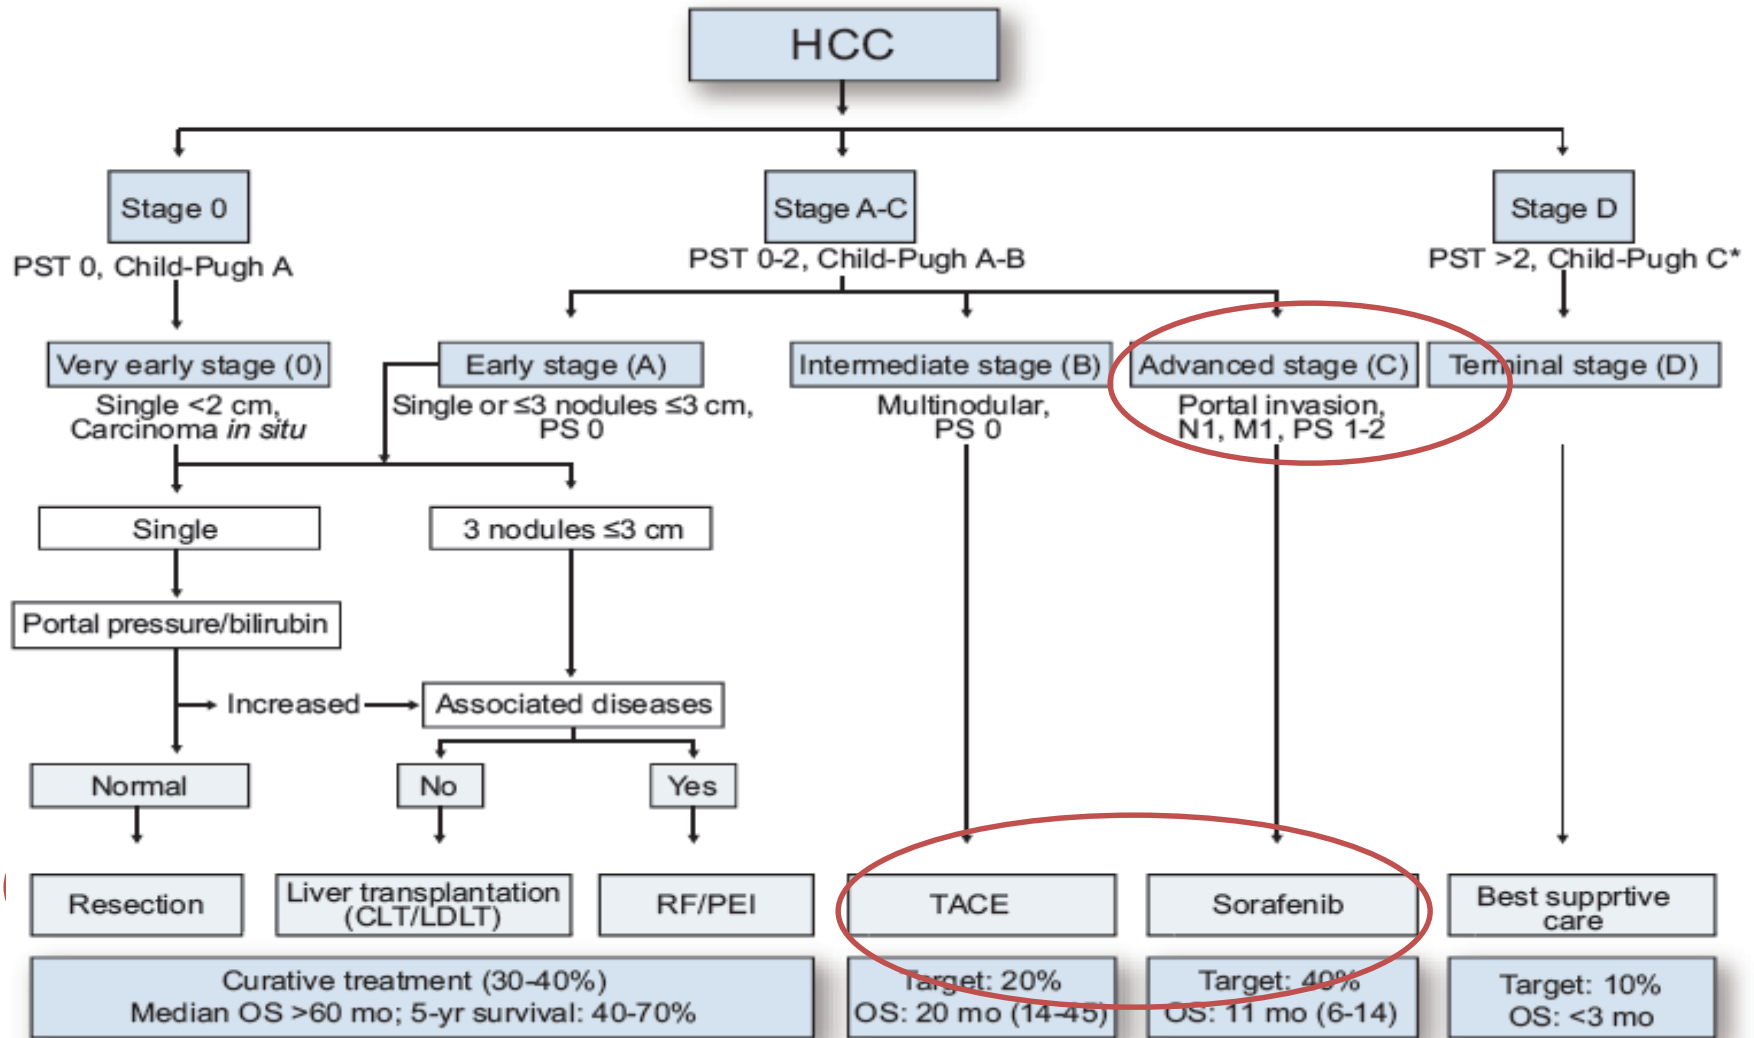 HCC
Stage 0
Stage A-C
Stage D
PST 0, Child-Pugh A
PST 0-2, Child-Pugh A-B
PST >2, Child-Pugh C*
Very early stage (0)
Early stage (A)
Intermediate stage (B)
Advanced stage (C)
Terminal stage (D)
Single <2 cm,
Carcinoma in situ
Single or ≤3 nodules ≤3 cm,
PS 0
Multinodular,
PS 0
Portal invasion,
N1, M1, PS 1-2
Single
3 nodules ≤3 cm
Portal pressure/bilirubin
Increased
Associated diseases
Normal
No
Yes
Resection
Liver transplantation
(CLT/LDLT)
RF/PEI
TACE
Sorafenib
Best supprtive
care
Curative treatment (30-40%)
Median OS >60 mo; 5-yr survival: 40-70%
Target: 20%
OS: 20 mo (14-45)
Target: 40%
OS: 11 mo (6-14)
Target: 10%
OS: <3 mo